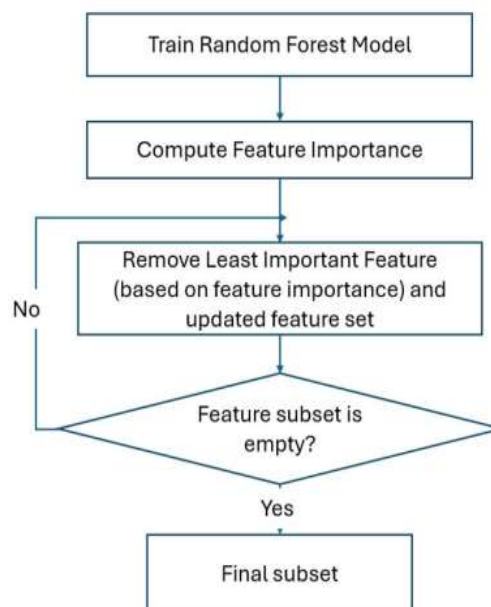 Train Random Forest Model
Compute Feature Importance
Remove Least Important Feature
(based on feature importance) and
updated feature set
No
Feature subset is
empty?
Yes
Final subset